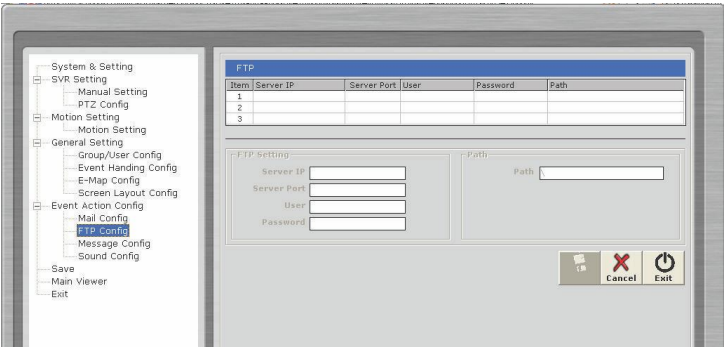 System & Setting
SVR Setting
Manual Setting
PTZ Config
Motion Setting
Motion Setting
General Setting
Group/User Config
Event Handing Config
E-Map Config
Screen Layout Config
Event Action Config
Mail Config
FTP Config
Message Config
Sound Config
Save
Main Viewer
Exit
FTP
Item Server IP Server Port User Password Path
1
2
3
FTP Setting
Server IP
Server Port
User
Password
Path
Path \
Cancel
Exit